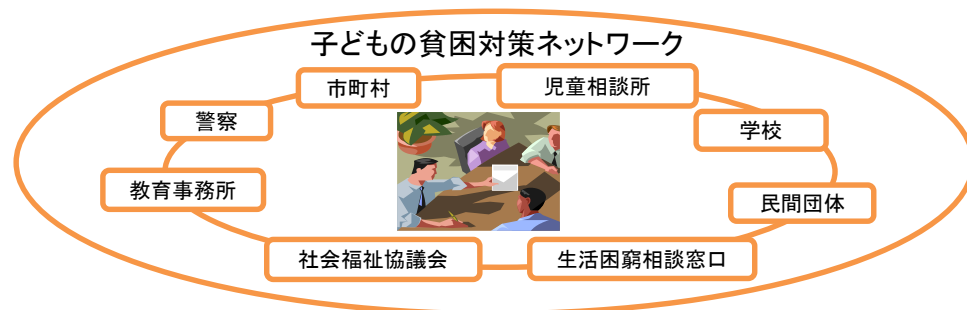 子どもの貧困対策ネットワーク
市町村
児童相談所
警察
学校
教育事務所
民間団体
社会福祉協議会
生活困窮相談窓口